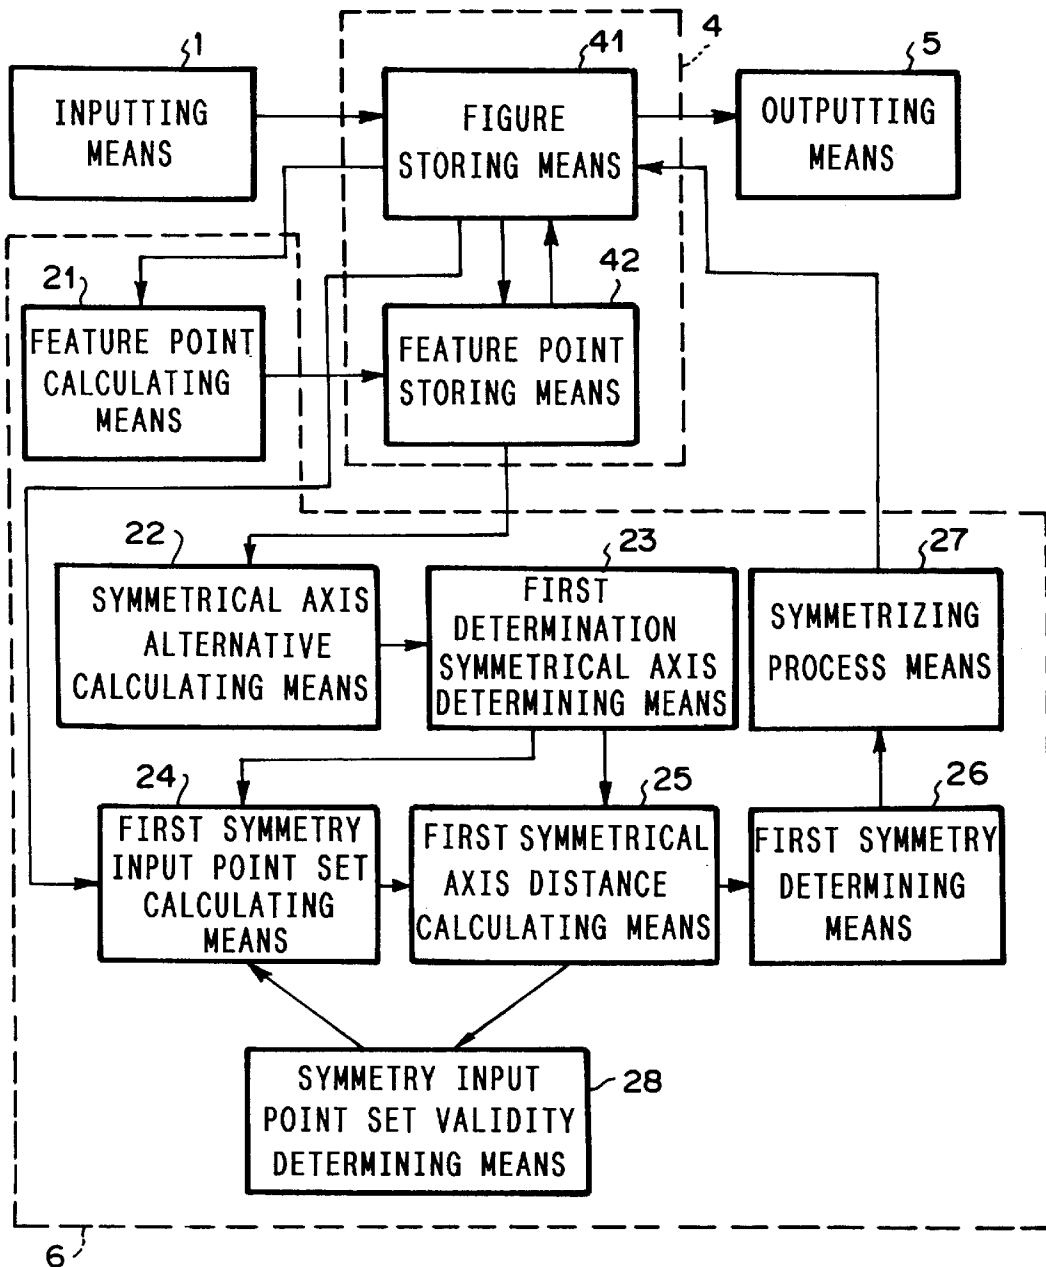 1
INPUTTING
MEANS
41
FIGURE
STORING MEANS
4
5
OUTPUTTING
MEANS
21
FEATURE POINT
CALCULATING
MEANS
42
FEATURE POINT
STORING MEANS
22
SYMMETRICAL AXIS
ALTERNATIVE
CALCULATING MEANS
23
FIRST
DETERMINATION
SYMMETRICAL AXIS
DETERMINING MEANS
27
SYMMETRIZING
PROCESS MEANS
24
FIRST SYMMETRY
INPUT POINT SET
CALCULATING
MEANS
25
FIRST SYMMETRICAL
AXIS DISTANCE
CALCULATING MEANS
26
FIRST SYMMETRY
DETERMINING
MEANS
SYMMETRY INPUT
POINT SET VALIDITY
DETERMINING MEANS
28
6